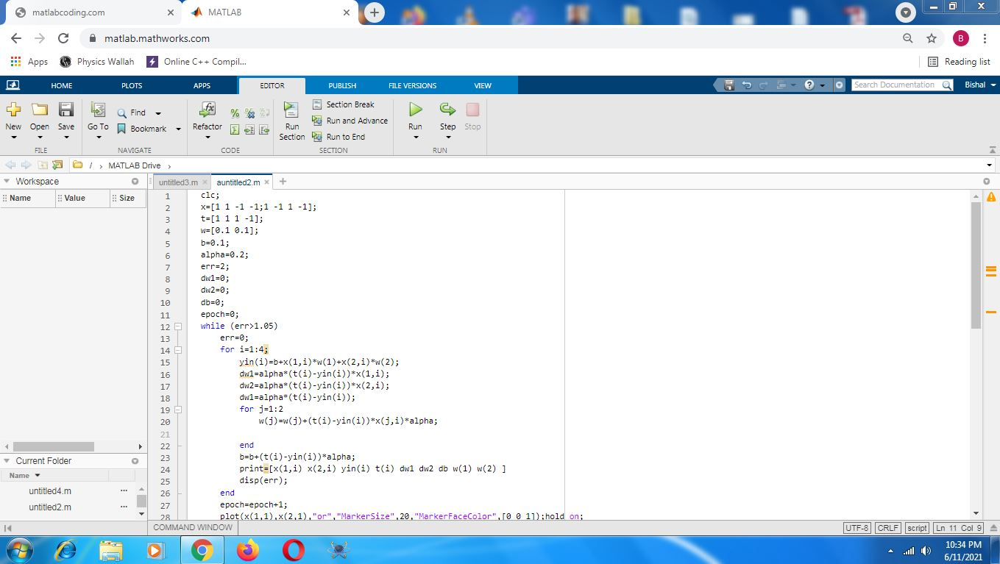 matlabcoding.com
MATLAB
matlab.mathworks.com
B
Apps
Physics Wallah
Online C++ Compil...
Reading list
HOME
PLOTS
APPS
EDITOR
PUBLISH
FILE VERSIONS
VIEW
Search Documentation
Bishal
New
Open
Save
FILE
Go To
Find
Bookmark
NAVIGATE
Refactor
CODE
Run Section
Section Break
Run and Advance
Run to End
SECTION
Run
Step
Stop
RUN
/ › MATLAB Drive ›
Workspace
Name Value Size
untitled3.m
auntitled2.m
1 clc;
2 x=[1 1 -1 -1;1 -1 1 -1];
3 t=[1 1 1 -1];
4 w=[0.1 0.1];
5 b=0.1;
6 alpha=0.2;
7 err=2;
8 dw1=0;
9 dw2=0;
10 db=0;
11 epoch=0;
12 while (err>1.05)
13 err=0;
14 for i=1:4;
15 yin(i)=b+x(1,i)*w(1)+x(2,i)*w(2);
16 dw1=alpha*(t(i)-yin(i))*x(1,i);
17 dw2=alpha*(t(i)-yin(i))*x(2,i);
18 dw1=alpha*(t(i)-yin(i));
19 for j=1:2
20 w(j)=w(j)+(t(i)-yin(i))*x(j,i)*alpha;
21
22 end
23 b=b+(t(i)-yin(i))*alpha;
24 print=[x(1,i) x(2,i) yin(i) t(i) dw1 dw2 db w(1) w(2) ]
25 disp(err);
26 end
27 epoch=epoch+1;
28 plot(x(1,1),x(2,1),"or","MarkerSize",20,"MarkerFaceColor",[0 0 1]);hold on;
Current Folder
Name
untitled4.m
untitled2.m
COMMAND WINDOW
UTF-8 CRLF script Ln 11 Col 9
10:34 PM
6/11/2021